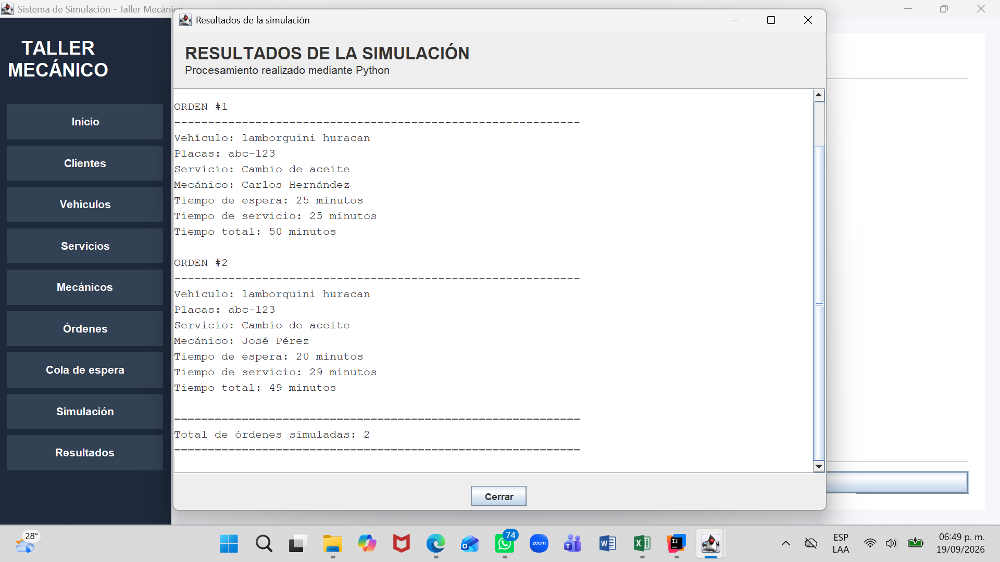 Sistema de Simulación - Taller Mecánico
TALLER
MECÁNICO
Inicio
Clientes
Vehículos
Servicios
Mecánicos
Órdenes
Cola de espera
Simulación
Resultados
Resultados de la simulación
RESULTADOS DE LA SIMULACIÓN
Procesamiento realizado mediante Python
ORDEN #1
------------------------------------------------------------
Vehículo: lamborguini huracan
Placas: abc-123
Servicio: Cambio de aceite
Mecánico: Carlos Hernández
Tiempo de espera: 25 minutos
Tiempo de servicio: 25 minutos
Tiempo total: 50 minutos
ORDEN #2
------------------------------------------------------------
Vehículo: lamborguini huracan
Placas: abc-123
Servicio: Cambio de aceite
Mecánico: José Pérez
Tiempo de espera: 20 minutos
Tiempo de servicio: 29 minutos
Tiempo total: 49 minutos
============================================================
Total de órdenes simuladas: 2
============================================================
Cerrar
28°
74
zoom
ESP
LAA
06:49 p. m.
19/09/2026